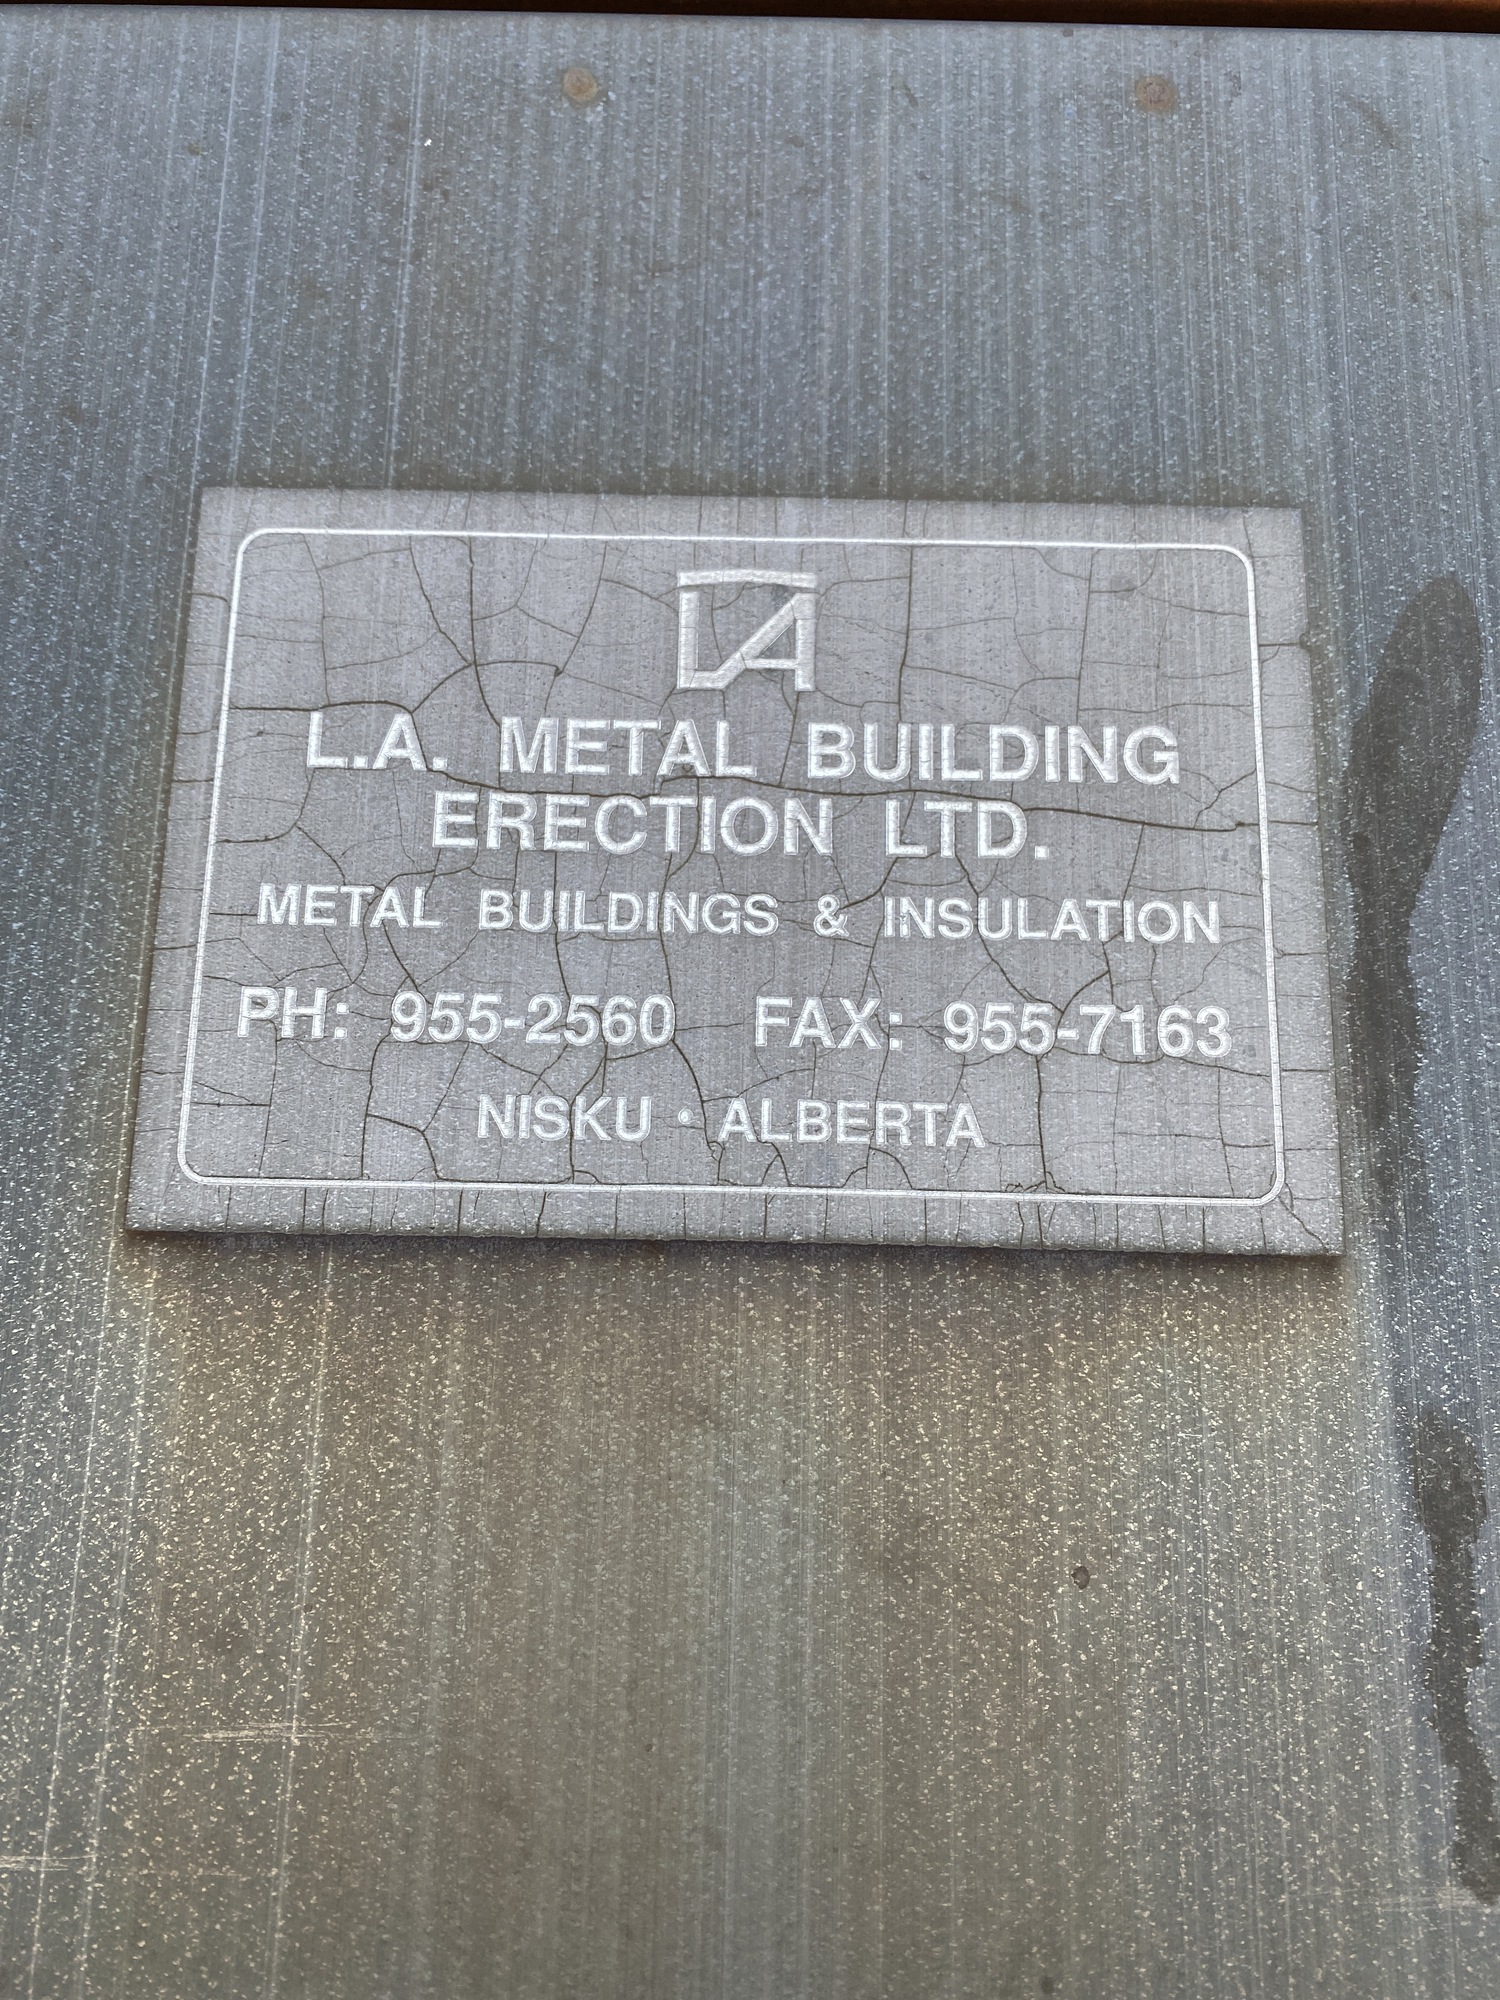 LA
L.A. METAL BUILDING
ERECTION LTD.
METAL BUILDINGS & INSULATION
PH: 955-2560 FAX: 955-7163
NISKU • ALBERTA